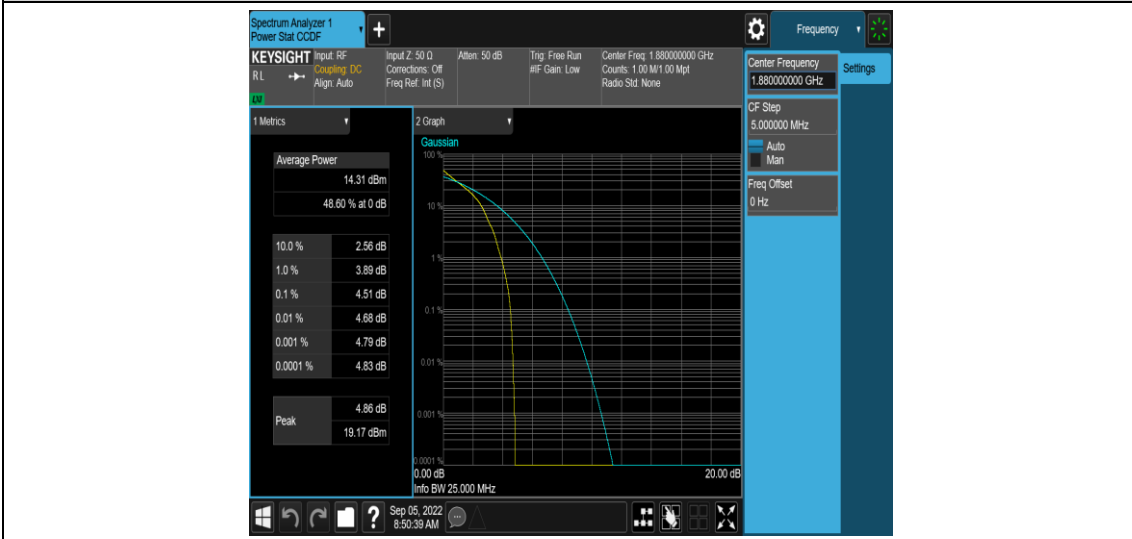 Spectrum Analyzer 1
Power Stat CCDF
+
Frequency
KEYSIGHT
R L
LXI
Input: RF
Coupling: DC
Align: Auto
Input Z: 50 Ω
Corrections: Off
Freq Ref: Int (S)
Atten: 50 dB
Trig: Free Run
#IF Gain: Low
Center Freq: 1.880000000 GHz
Counts: 1.00 M/1.00 Mpt
Radio Std: None
Center Frequency
1.880000000 GHz
Settings
CF Step
5.000000 MHz
Auto
Man
Freq Offset
0 Hz
1 Metrics
Average Power
14.31 dBm
48.60 % at 0 dB
10.0 % 2.56 dB
1.0 % 3.89 dB
0.1 % 4.51 dB
0.01 % 4.68 dB
0.001 % 4.79 dB
0.0001 % 4.83 dB
Peak
4.86 dB
19.17 dBm
2 Graph
Gaussian
100 %
10 %
1 %
0.1 %
0.01 %
0.001 %
0.0001 %
0.00 dB 20.00 dB
Info BW 25.000 MHz
?
Sep 05, 2022
8:50:39 AM